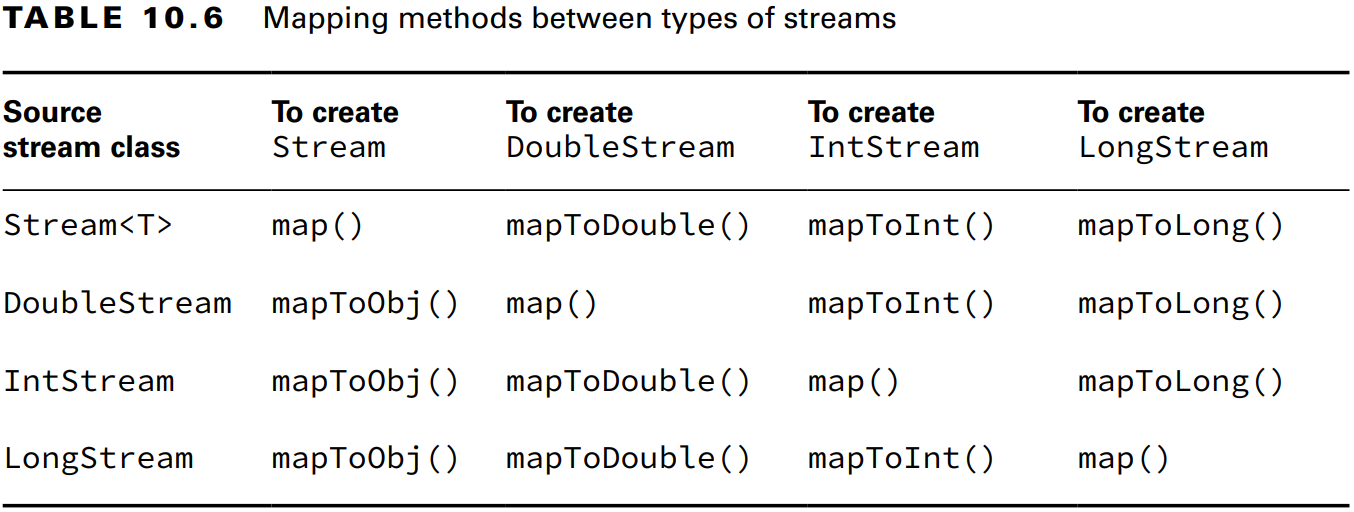 TABLE 10.6 Mapping methods between types of streams
Source stream class To create Stream To create DoubleStream To create IntStream To create LongStream
Stream<T> map() mapToDouble() mapToInt() mapToLong()
DoubleStream mapToObj() map() mapToInt() mapToLong()
IntStream mapToObj() mapToDouble() map() mapToLong()
LongStream mapToObj() mapToDouble() mapToInt() map()